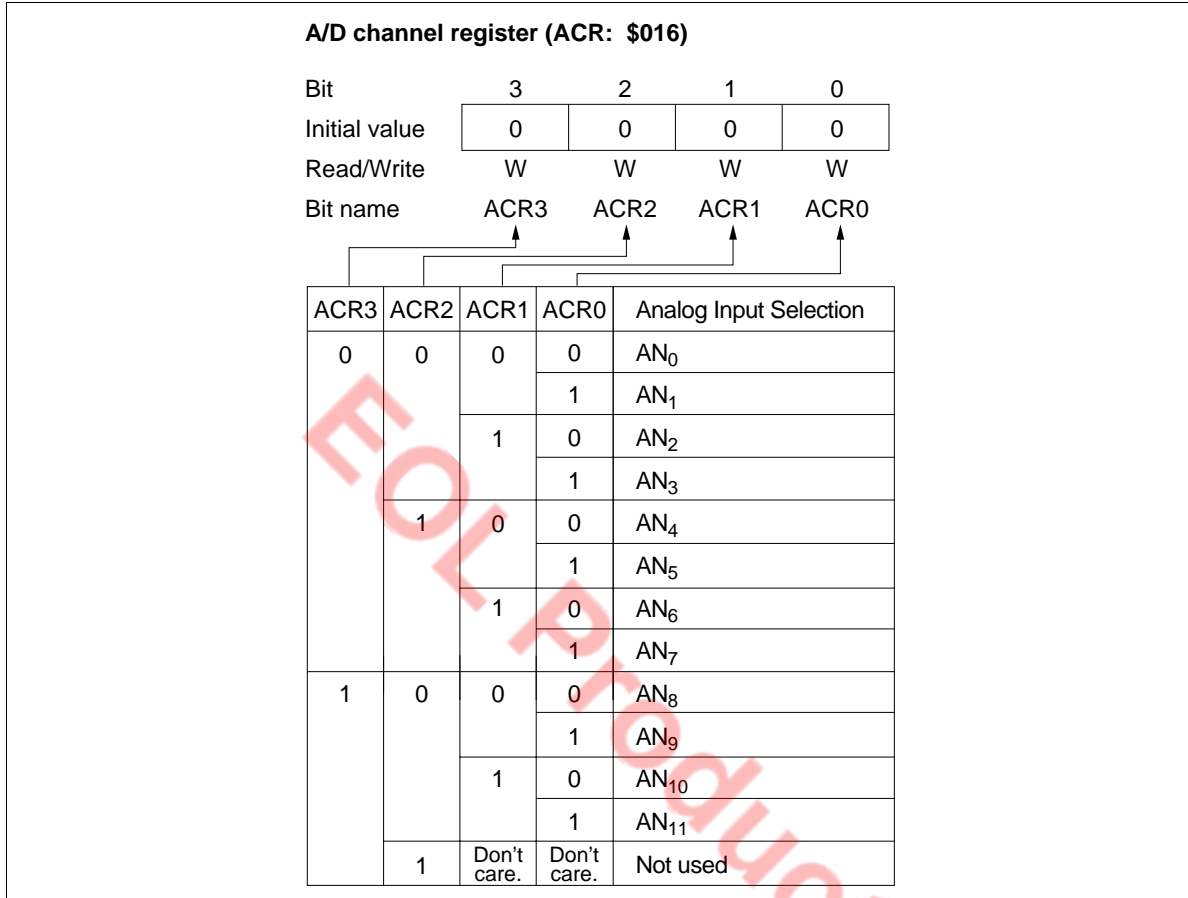 A/D channel register (ACR: $016)
Bit 3 2 1 0
Initial value 0 0 0 0
Read/Write W W W W
Bit name ACR3 ACR2 ACR1 ACR0
ACR3 ACR2 ACR1 ACR0 Analog Input Selection
0 0 0 0 AN0
1 AN1
1 0 AN2
1 AN3
1 0 0 AN4
1 AN5
1 0 AN6
1 AN7
1 0 0 0 AN8
1 AN9
1 0 AN10
1 AN11
1 Don't care. Don't care. Not used
EOL Produc